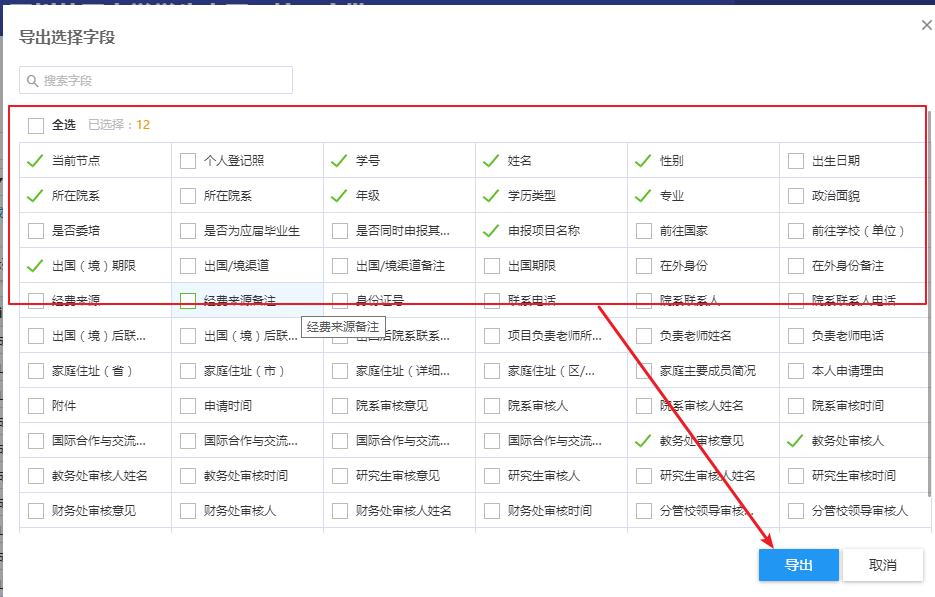 导出选择字段
搜索字段
全选 已选择：12
当前节点 个人登记照 学号 姓名 性别 出生日期
所在院系 所在院系 年级 学历类型 专业 政治面貌
是否委培 是否为应届毕业生 是否同时申报其... 申报项目名称 前往国家 前往学校（单位）
出国（境）期限 出国/境渠道 出国/境渠道备注 出国期限 在外身份 在外身份备注
经费来源 经费来源备注 身份证号 联系电话 院系联系人 院系联系人电话
经费来源备注
出国（境）后联... 出国（境）后联... 出国后院系联系... 项目负责老师所... 负责老师姓名 负责老师电话
家庭住址（省） 家庭住址（市） 家庭住址（详细... 家庭住址（区/... 家庭主要成员简况 本人申请理由
附件 申请时间 院系审核意见 院系审核人 院系审核人姓名 院系审核时间
国际合作与交流... 国际合作与交流... 国际合作与交流... 国际合作与交流... 教务处审核意见 教务处审核人
教务处审核人姓名 教务处审核时间 研究生审核意见 研究生审核人 研究生审核人姓名 研究生审核时间
财务处审核意见 财务处审核人 财务处审核人姓名 财务处审核时间 分管校领导审核... 分管校领导审核人
导出 取消